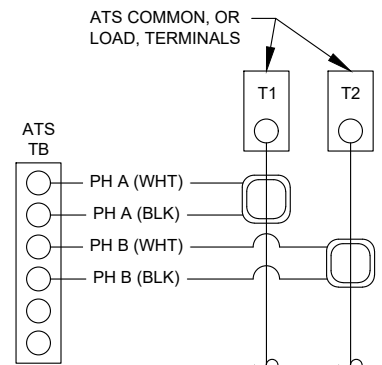 ATS COMMON, OR
LOAD, TERMINALS
T1
T2
ATS
TB
PH A (WHT)
PH A (BLK)
PH B (WHT)
PH B (BLK)